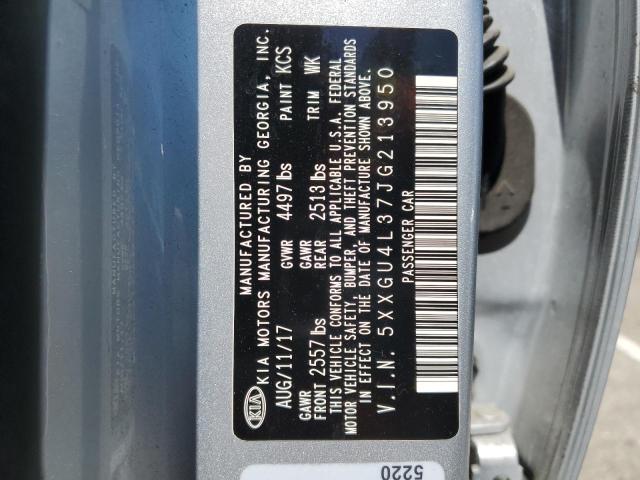 MANUFACTURED BY
KIA KIA MOTORS MANUFACTURING GEORGIA, INC.
AUG/11/17 GVWR 4497 lbs PAINT KCS
GAWR FRONT 2557 lbs GAWR REAR 2513 lbs TRIM WK
THIS VEHICLE CONFORMS TO ALL APPLICABLE U.S.A. FEDERAL
MOTOR VEHICLE SAFETY, BUMPER, AND THEFT PREVENTION STANDARDS
IN EFFECT ON THE DATE OF MANUFACTURE SHOWN ABOVE.
V.I.N. 5XXGU4L37JG213950
PASSENGER CAR
5220